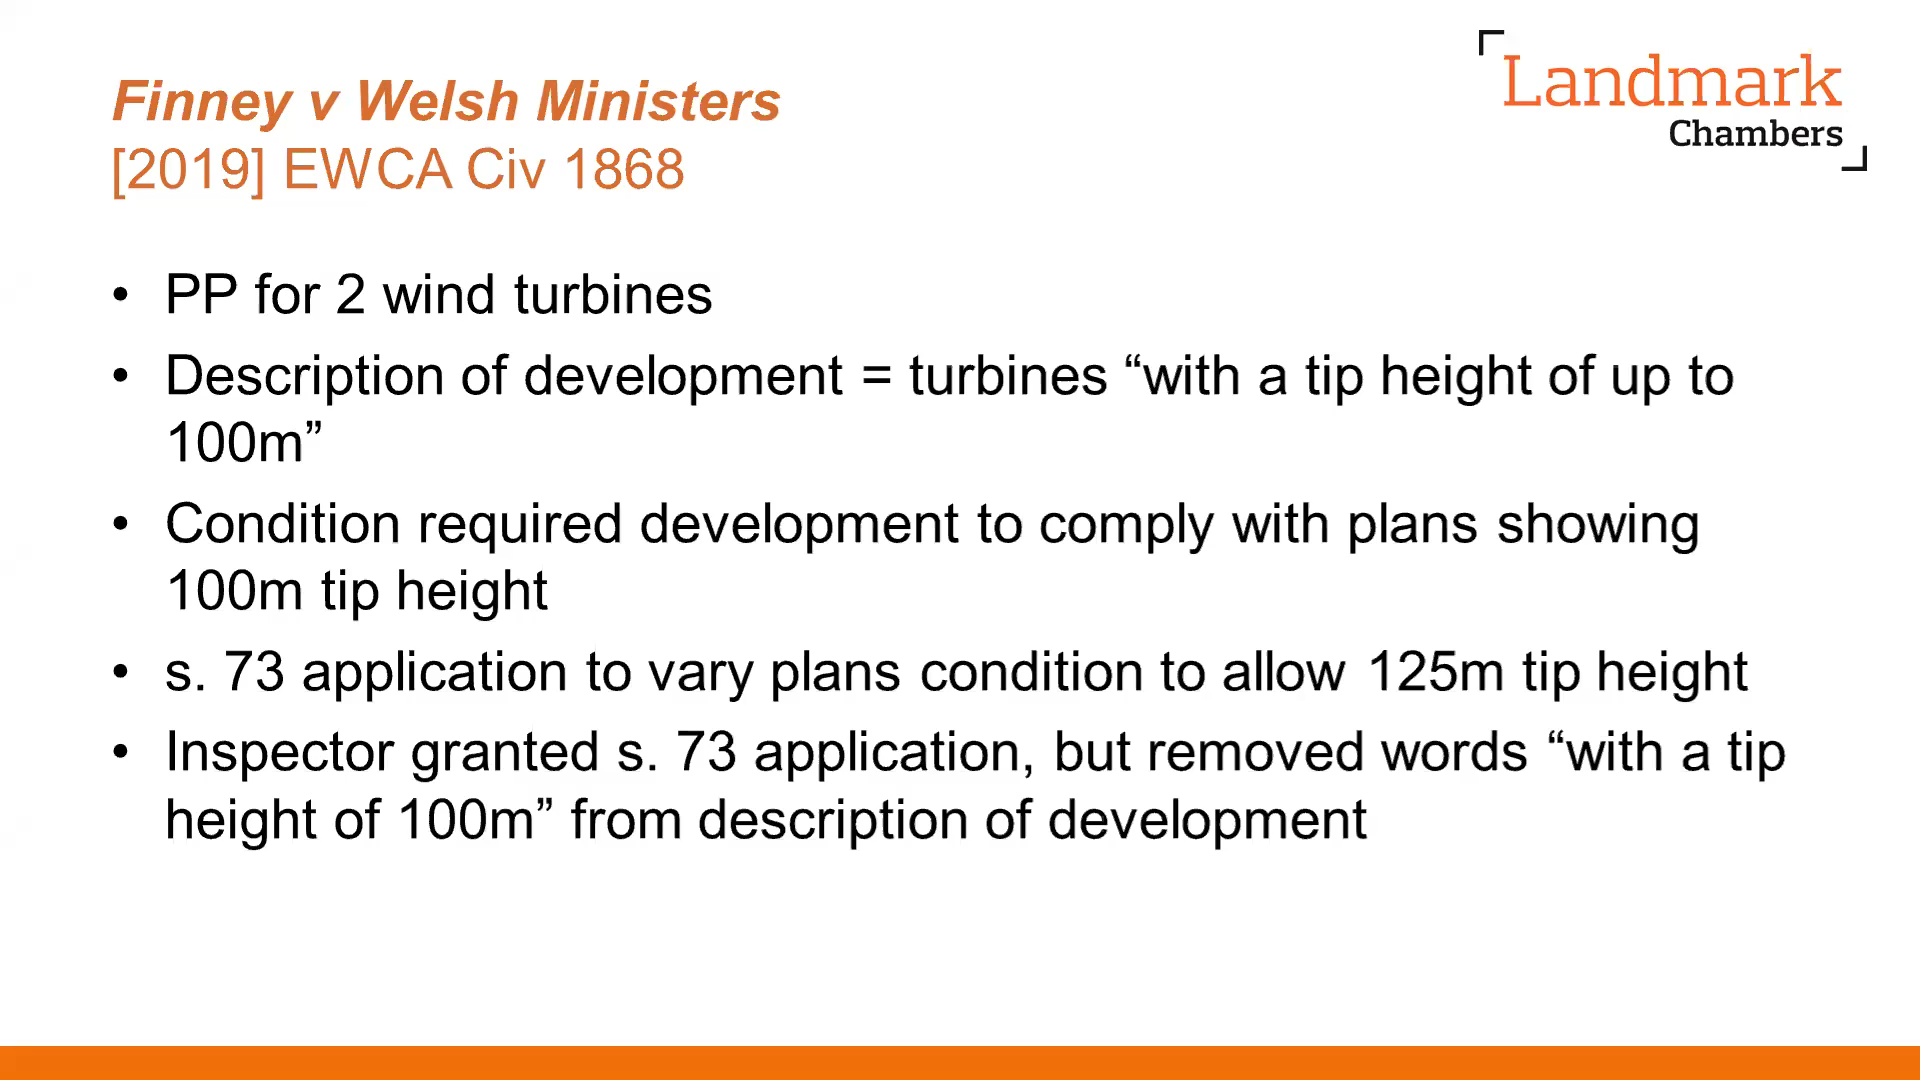 Finney v Welsh Ministers
[2019] EWCA Civ 1868
Landmark
Chambers
• PP for 2 wind turbines
• Description of development = turbines “with a tip height of up to
100m”
• Condition required development to comply with plans showing
100m tip height
• s. 73 application to vary plans condition to allow 125m tip height
• Inspector granted s. 73 application, but removed words “with a tip
height of 100m” from description of development